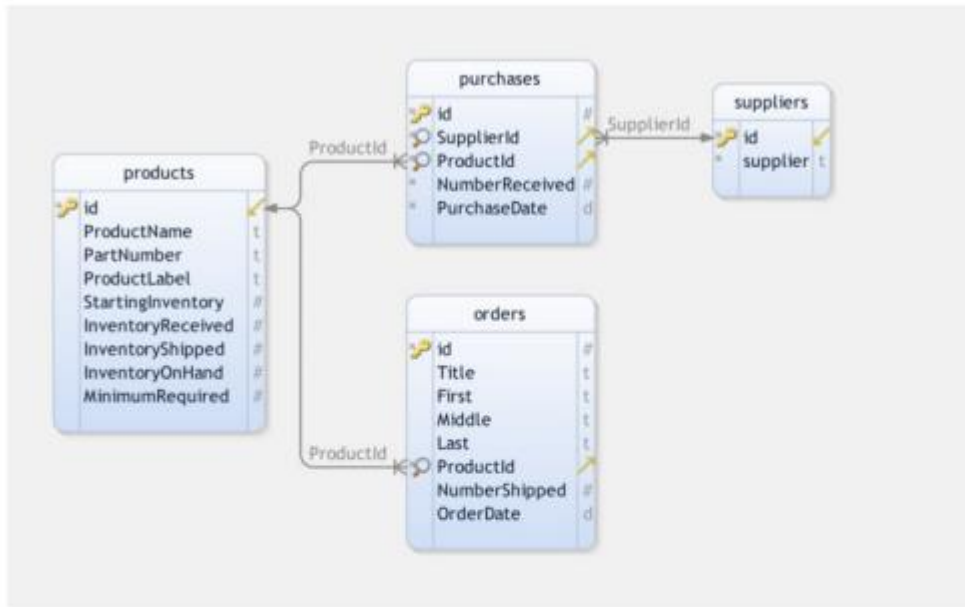 products
id
ProductName t
PartNumber t
ProductLabel t
StartingInventory #
InventoryReceived #
InventoryShipped #
InventoryOnHand #
MinimumRequired #
ProductId
purchases
id #
SupplierId
ProductId
* NumberReceived #
* PurchaseDate d
SupplierId
suppliers
id
* supplier t
ProductId
orders
id #
Title t
First t
Middle t
Last t
ProductId
NumberShipped #
OrderDate d